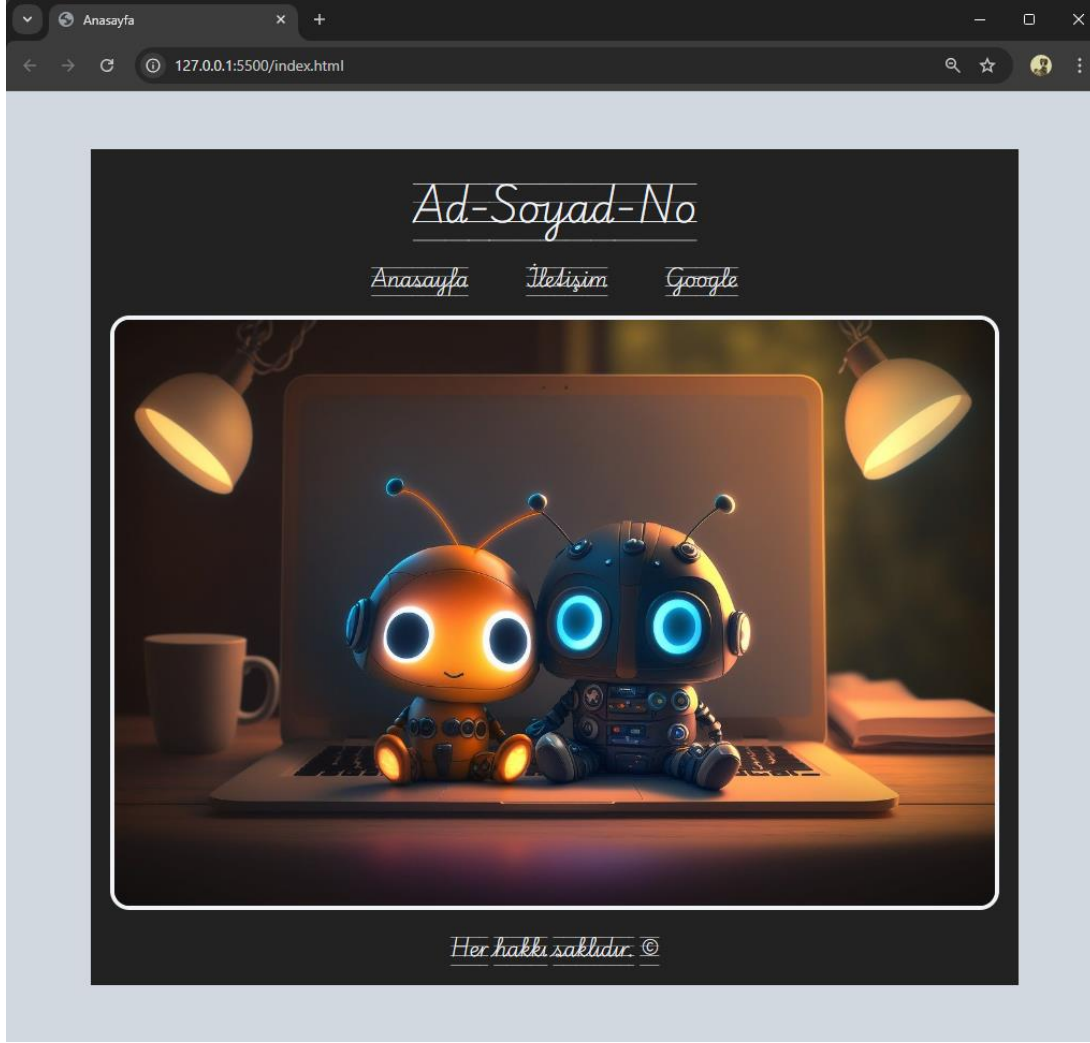 Anasayfa
127.0.0.1:5500/index.html
Ad-Soyad-No
Anasayfa İletişim Google
Her hakkı saklıdır. ©